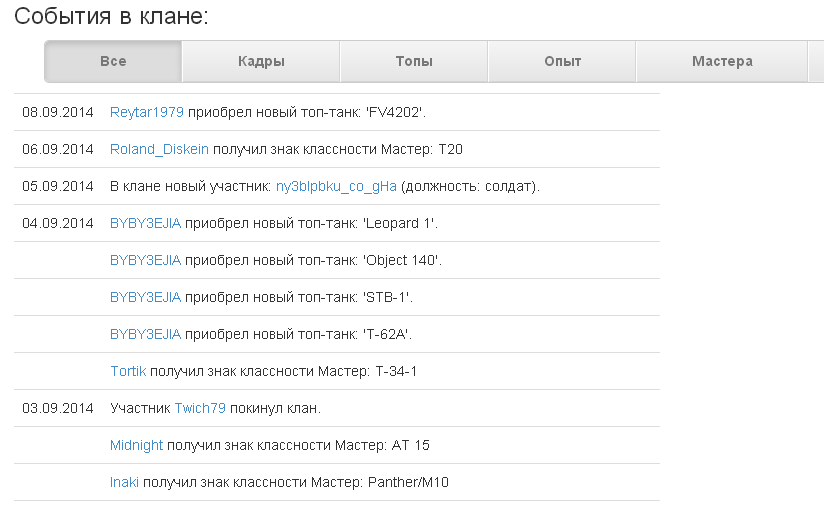 События в клане:
Все Кадры Топы Опыт Мастера
08.09.2014 Reytar1979 приобрел новый топ-танк: 'FV4202'.
06.09.2014 Roland_Diskein получил знак классности Мастер: T20
05.09.2014 В клане новый участник: ny3blpbku_co_gHa (должность: солдат).
04.09.2014 BYBY3EJIA приобрел новый топ-танк: 'Leopard 1'.
BYBY3EJIA приобрел новый топ-танк: 'Object 140'.
BYBY3EJIA приобрел новый топ-танк: 'STB-1'.
BYBY3EJIA приобрел новый топ-танк: 'T-62A'.
Tortik получил знак классности Мастер: T-34-1
03.09.2014 Участник Twich79 покинул клан.
Midnight получил знак классности Мастер: AT 15
Inaki получил знак классности Мастер: Panther/M10